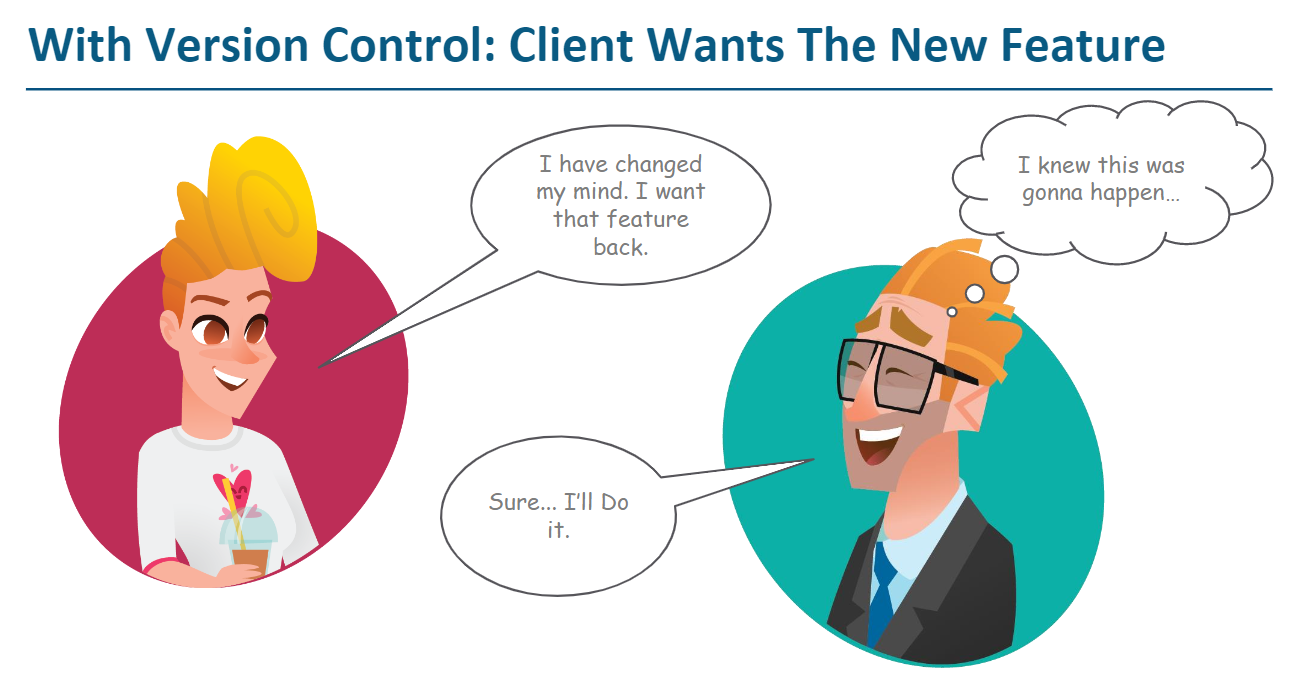 With Version Control: Client Wants The New Feature
I have changed
my mind. I want
that feature
back.
I knew this was
gonna happen...
Sure... I'll Do
it.